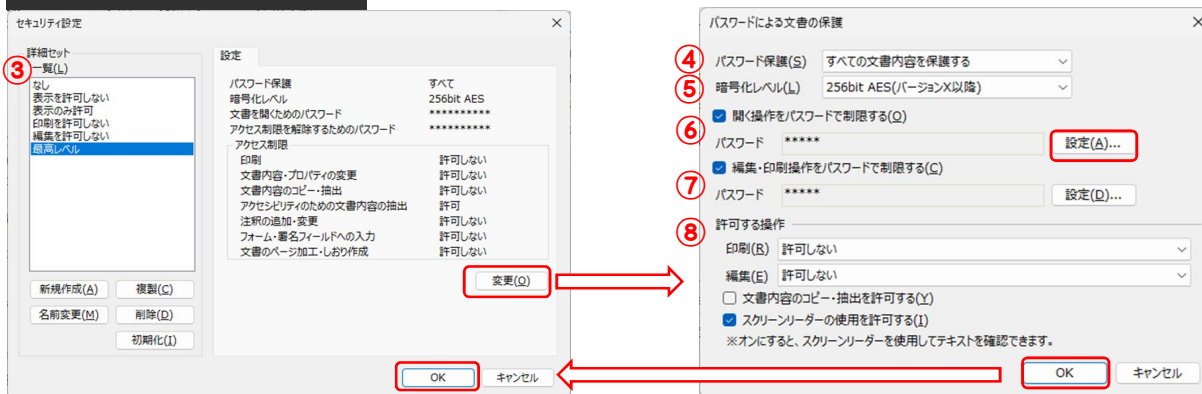 セキュリティ設定
詳細セット
③
一覧(L)
なし
表示を許可しない
表示のみ許可
印刷を許可しない
編集を許可しない
最高レベル
新規作成(A) 複製(C)
名前変更(M) 削除(D)
初期化(I)
設定
パスワード保護 すべて
暗号化レベル 256bit AES
文書を開くためのパスワード **********
アクセス制限を解除するためのパスワード **********
アクセス制限
印刷 許可しない
文書内容・プロパティの変更 許可しない
文書内容のコピー・抽出 許可しない
アクセシビリティのための文書内容の抽出 許可
注釈の追加・変更 許可しない
フォーム・署名フィールドへの入力 許可しない
文書のページ加工・しおり作成 許可しない
変更(O)
OK キャンセル
パスワードによる文書の保護
④ パスワード保護(S) すべての文書内容を保護する
⑤ 暗号化レベル(L) 256bit AES(バージョンX以降)
開く操作をパスワードで制限する(O)
⑥ パスワード ***** 設定(A)...
編集・印刷操作をパスワードで制限する(C)
⑦ パスワード ***** 設定(D)...
⑧ 許可する操作
印刷(R) 許可しない
編集(E) 許可しない
文書内容のコピー・抽出を許可する(Y)
スクリーンリーダーの使用を許可する(I)
※オンにすると、スクリーンリーダーを使用してテキストを確認できます。
OK キャンセル